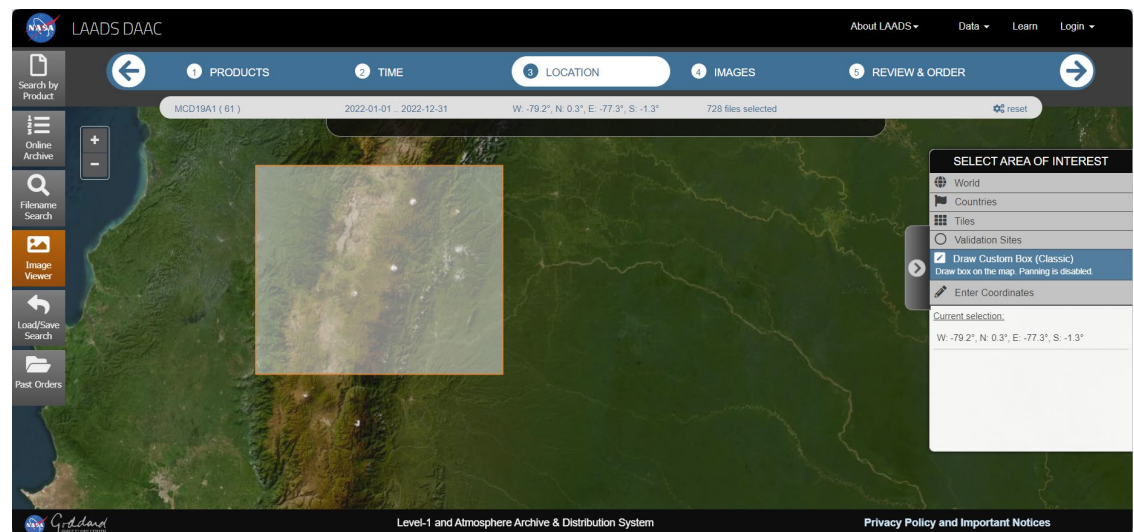 NASA LAADS DAAC About LAADS Data Learn Login
Search by
Product
1 PRODUCTS 2 TIME 3 LOCATION 4 IMAGES 5 REVIEW & ORDER
MCD19A1 ( 61 ) 2022-01-01 .. 2022-12-31 W: -79.2°, N: 0.3°, E: -77.3°, S: -1.3° 728 files selected reset
1
2
3
Online
Archive
+
-
Filename
Search
Image
Viewer
Load/Save
Search
Past Orders
SELECT AREA OF INTEREST
World
Countries
Tiles
Validation Sites
Draw Custom Box (Classic)
Draw box on the map. Panning is disabled.
Enter Coordinates
Current selection:
W: -79.2°, N: 0.3°, E: -77.3°, S: -1.3°
NASA Goddard Level-1 and Atmosphere Archive & Distribution System Privacy Policy and Important Notices